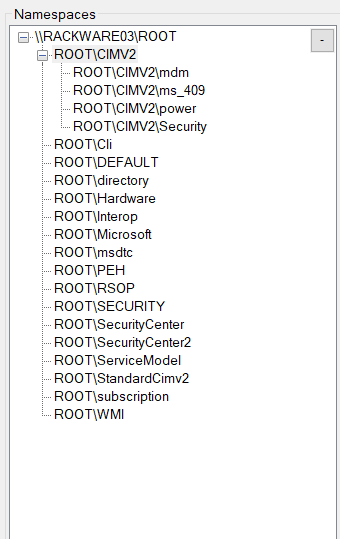 Namespaces
\\RACKWARE03\ROOT
-
ROOT\CIMV2
ROOT\CIMV2\mdm
ROOT\CIMV2\ms_409
ROOT\CIMV2\power
ROOT\CIMV2\Security
ROOT\Cli
ROOT\DEFAULT
ROOT\directory
ROOT\Hardware
ROOT\Interop
ROOT\Microsoft
ROOT\msdtc
ROOT\PEH
ROOT\RSOP
ROOT\SECURITY
ROOT\SecurityCenter
ROOT\SecurityCenter2
ROOT\ServiceModel
ROOT\StandardCimv2
ROOT\subscription
ROOT\WMI